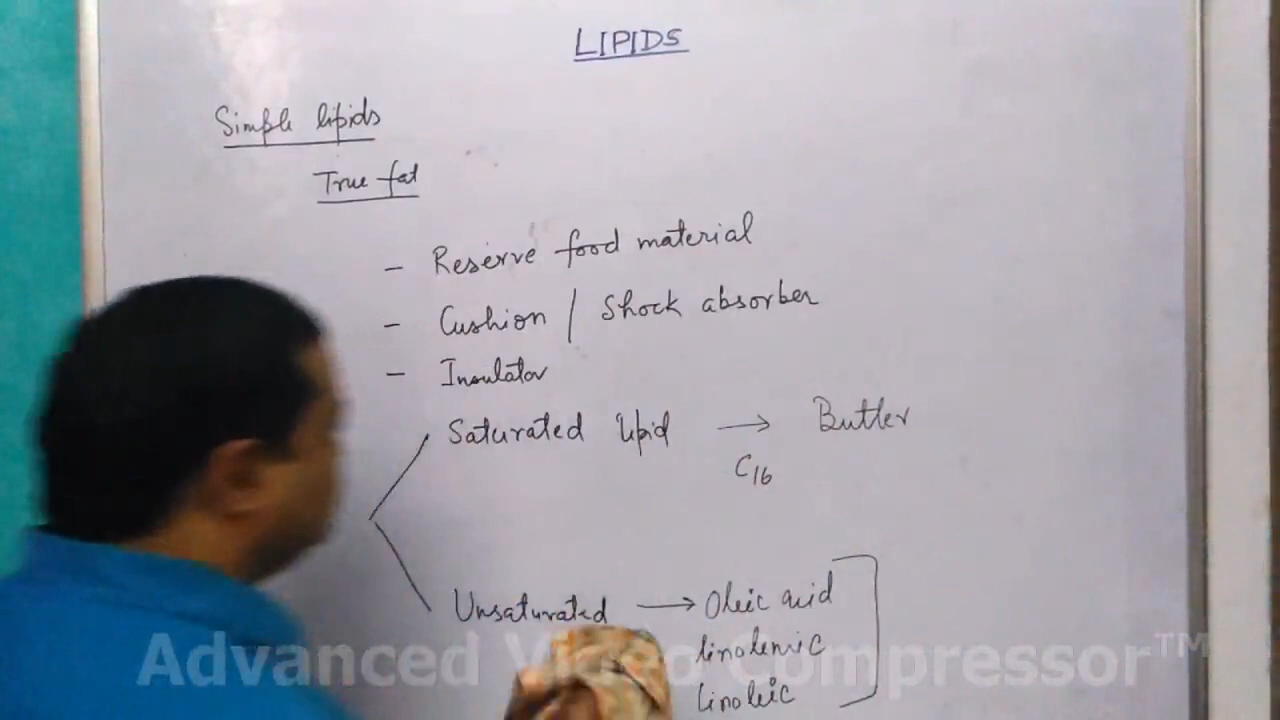 LIPIDS
Simple lipids
True fat
- Reserve food material
- Cushion / Shock absorber
- Insulator
Saturated lipid → Butter
C16
Unsaturated → Oleic acid
linolenic
linoleic
Advanced Video Compressor™